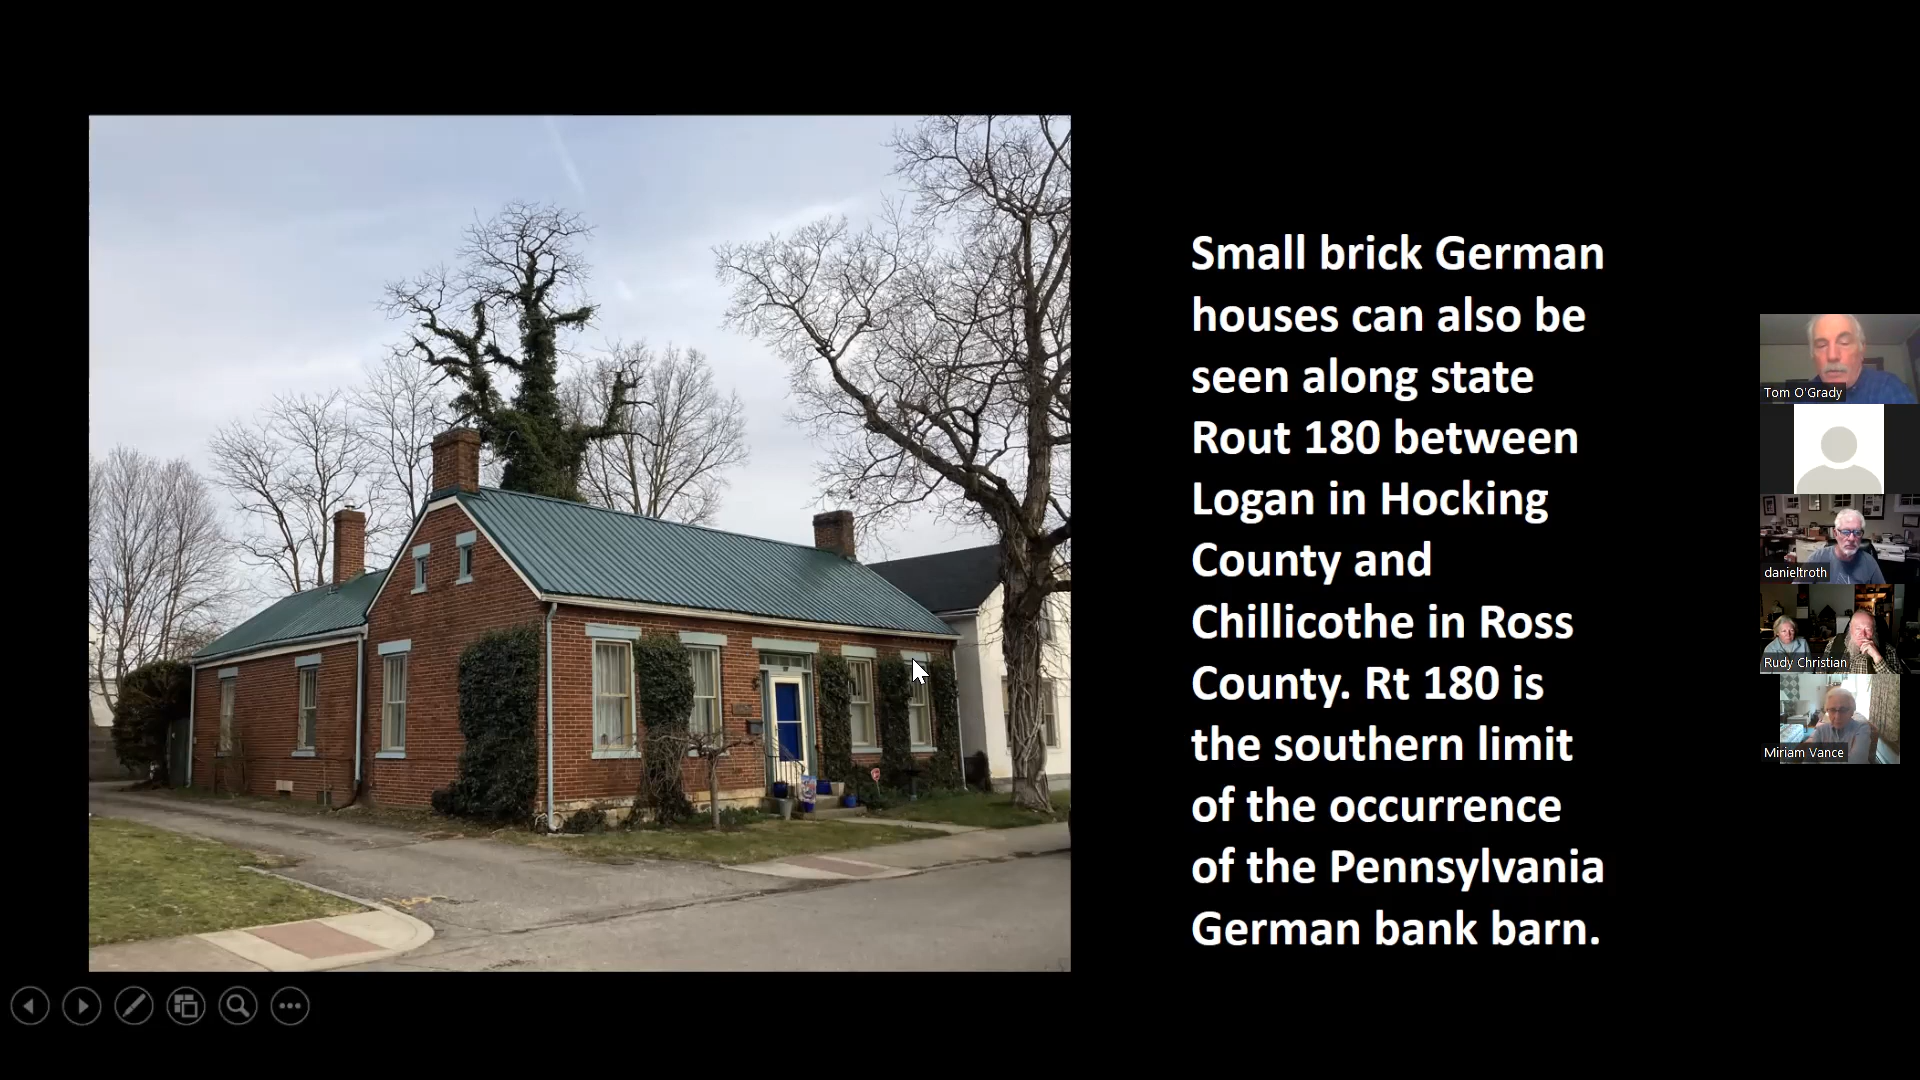 Small brick German
houses can also be
seen along state
Rout 180 between
Logan in Hocking
County and
Chillicothe in Ross
County. Rt 180 is
the southern limit
of the occurrence
of the Pennsylvania
German bank barn.
Tom O'Grady
danieltroth
Rudy Christian
Miriam Vance